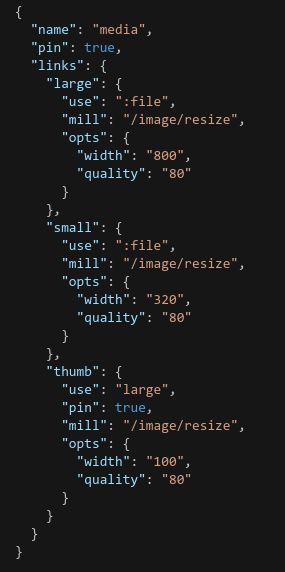 {
  "name": "media",
  "pin": true,
  "links": {
    "large": {
      "use": ":file",
      "mill": "/image/resize",
      "opts": {
        "width": "800",
        "quality": "80"
      }
    },
    "small": {
      "use": ":file",
      "mill": "/image/resize",
      "opts": {
        "width": "320",
        "quality": "80"
      }
    },
    "thumb": {
      "use": "large",
      "pin": true,
      "mill": "/image/resize",
      "opts": {
        "width": "100",
        "quality": "80"
      }
    }
  }
}